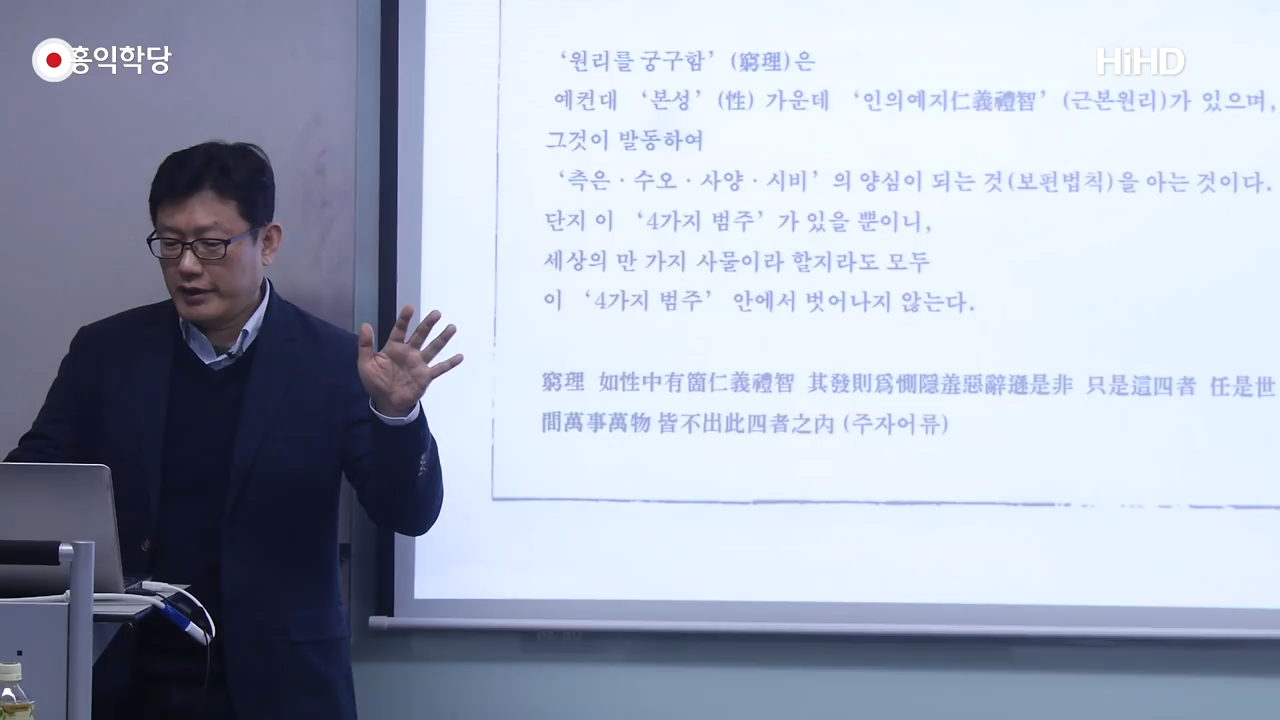 홍익학당
HiHD
‘원리를 궁구함’(窮理)은
예컨대 ‘본성’(性) 가운데 ‘인의예지仁義禮智’(근본원리)가 있으며,
그것이 발동하여
‘측은·수오·사양·시비’의 양심이 되는 것(보편법칙)을 아는 것이다.
단지 이 ‘4가지 범주’가 있을 뿐이니,
세상의 만 가지 사물이라 할지라도 모두
이 ‘4가지 범주’ 안에서 벗어나지 않는다.
窮理 如性中有箇仁義禮智 其發則爲惻隠羞惡辭遜是非 只是這四者 任是世
間萬事萬物 皆不出此四者之內 (주자어류)